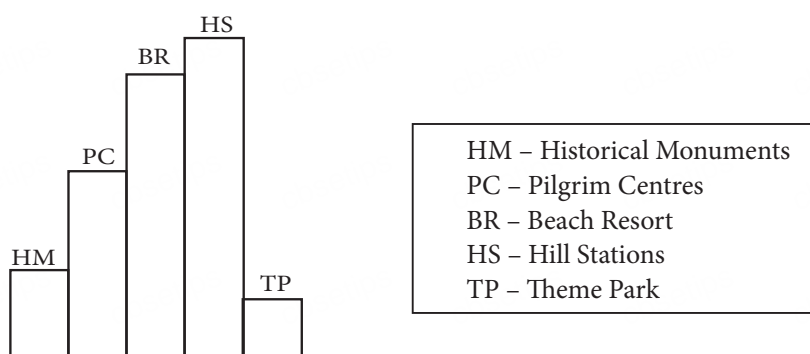 HS
BR
PC
HM
TP
HM – Historical Monuments
PC – Pilgrim Centres
BR – Beach Resort
HS – Hill Stations
TP – Theme Park